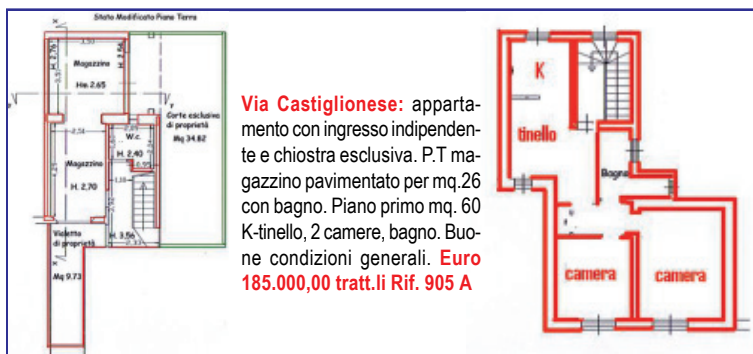 Stato Modificato Piano Terra
Magazzino
Hm 2.65
Corte esclusiva
di proprietà
Mq 34.82
W.c.
H. 2,40
Magazzino
H. 2,70
H. 3,56
Vialetto
di proprietà
Mq 9.73
Via Castiglionese: apparta-
mento con ingresso indipenden-
te e chiostra esclusiva. P.T ma-
gazzino pavimentato per mq.26
con bagno. Piano primo mq. 60
K-tinello, 2 camere, bagno. Buo-
ne condizioni generali. Euro
185.000,00 tratt.li Rif. 905 A
K
tinello
Bagno
camera
camera